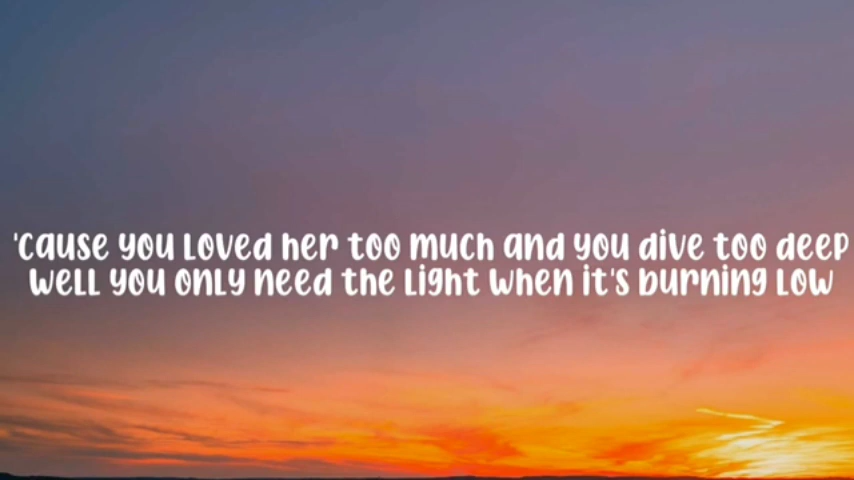 'cause you loved her too much and you dive too deep
well you only need the light when it's burning low